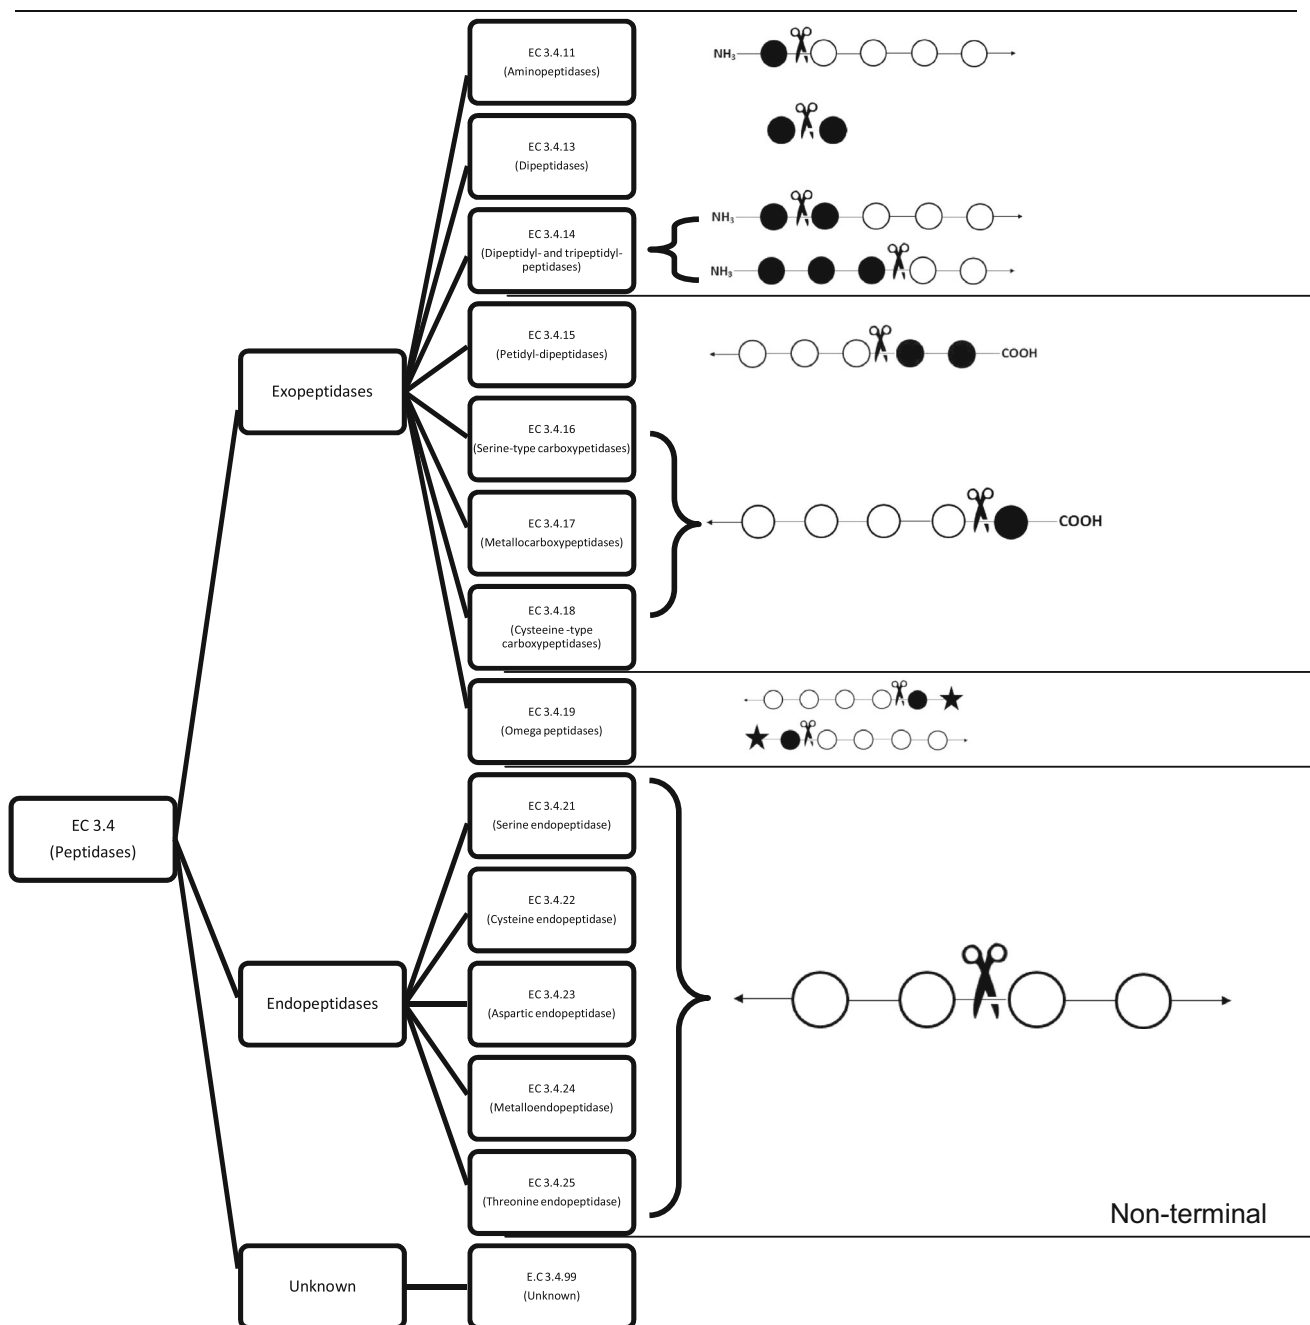 EC 3.4.11
(Aminopeptidases)
NH3
EC 3.4.13
(Dipeptidases)
EC 3.4.14
(Dipeptidyl- and tripeptidyl-
peptidases)
NH3
NH3
EC 3.4.15
(Petidyl-dipeptidases)
COOH
Exopeptidases
EC 3.4.16
(Serine-type carboxypetidases)
EC 3.4.17
(Metallocarboxypeptidases)
COOH
EC 3.4.18
(Cysteeine -type
carboxypeptidases)
EC 3.4.19
(Omega peptidases)
EC 3.4
(Peptidases)
EC 3.4.21
(Serine endopeptidase)
EC 3.4.22
(Cysteine endopeptidase)
Endopeptidases
EC 3.4.23
(Aspartic endopeptidase)
EC 3.4.24
(Metalloendopeptidase)
EC 3.4.25
(Threonine endopeptidase)
Non-terminal
Unknown
E.C 3.4.99
(Unknown)